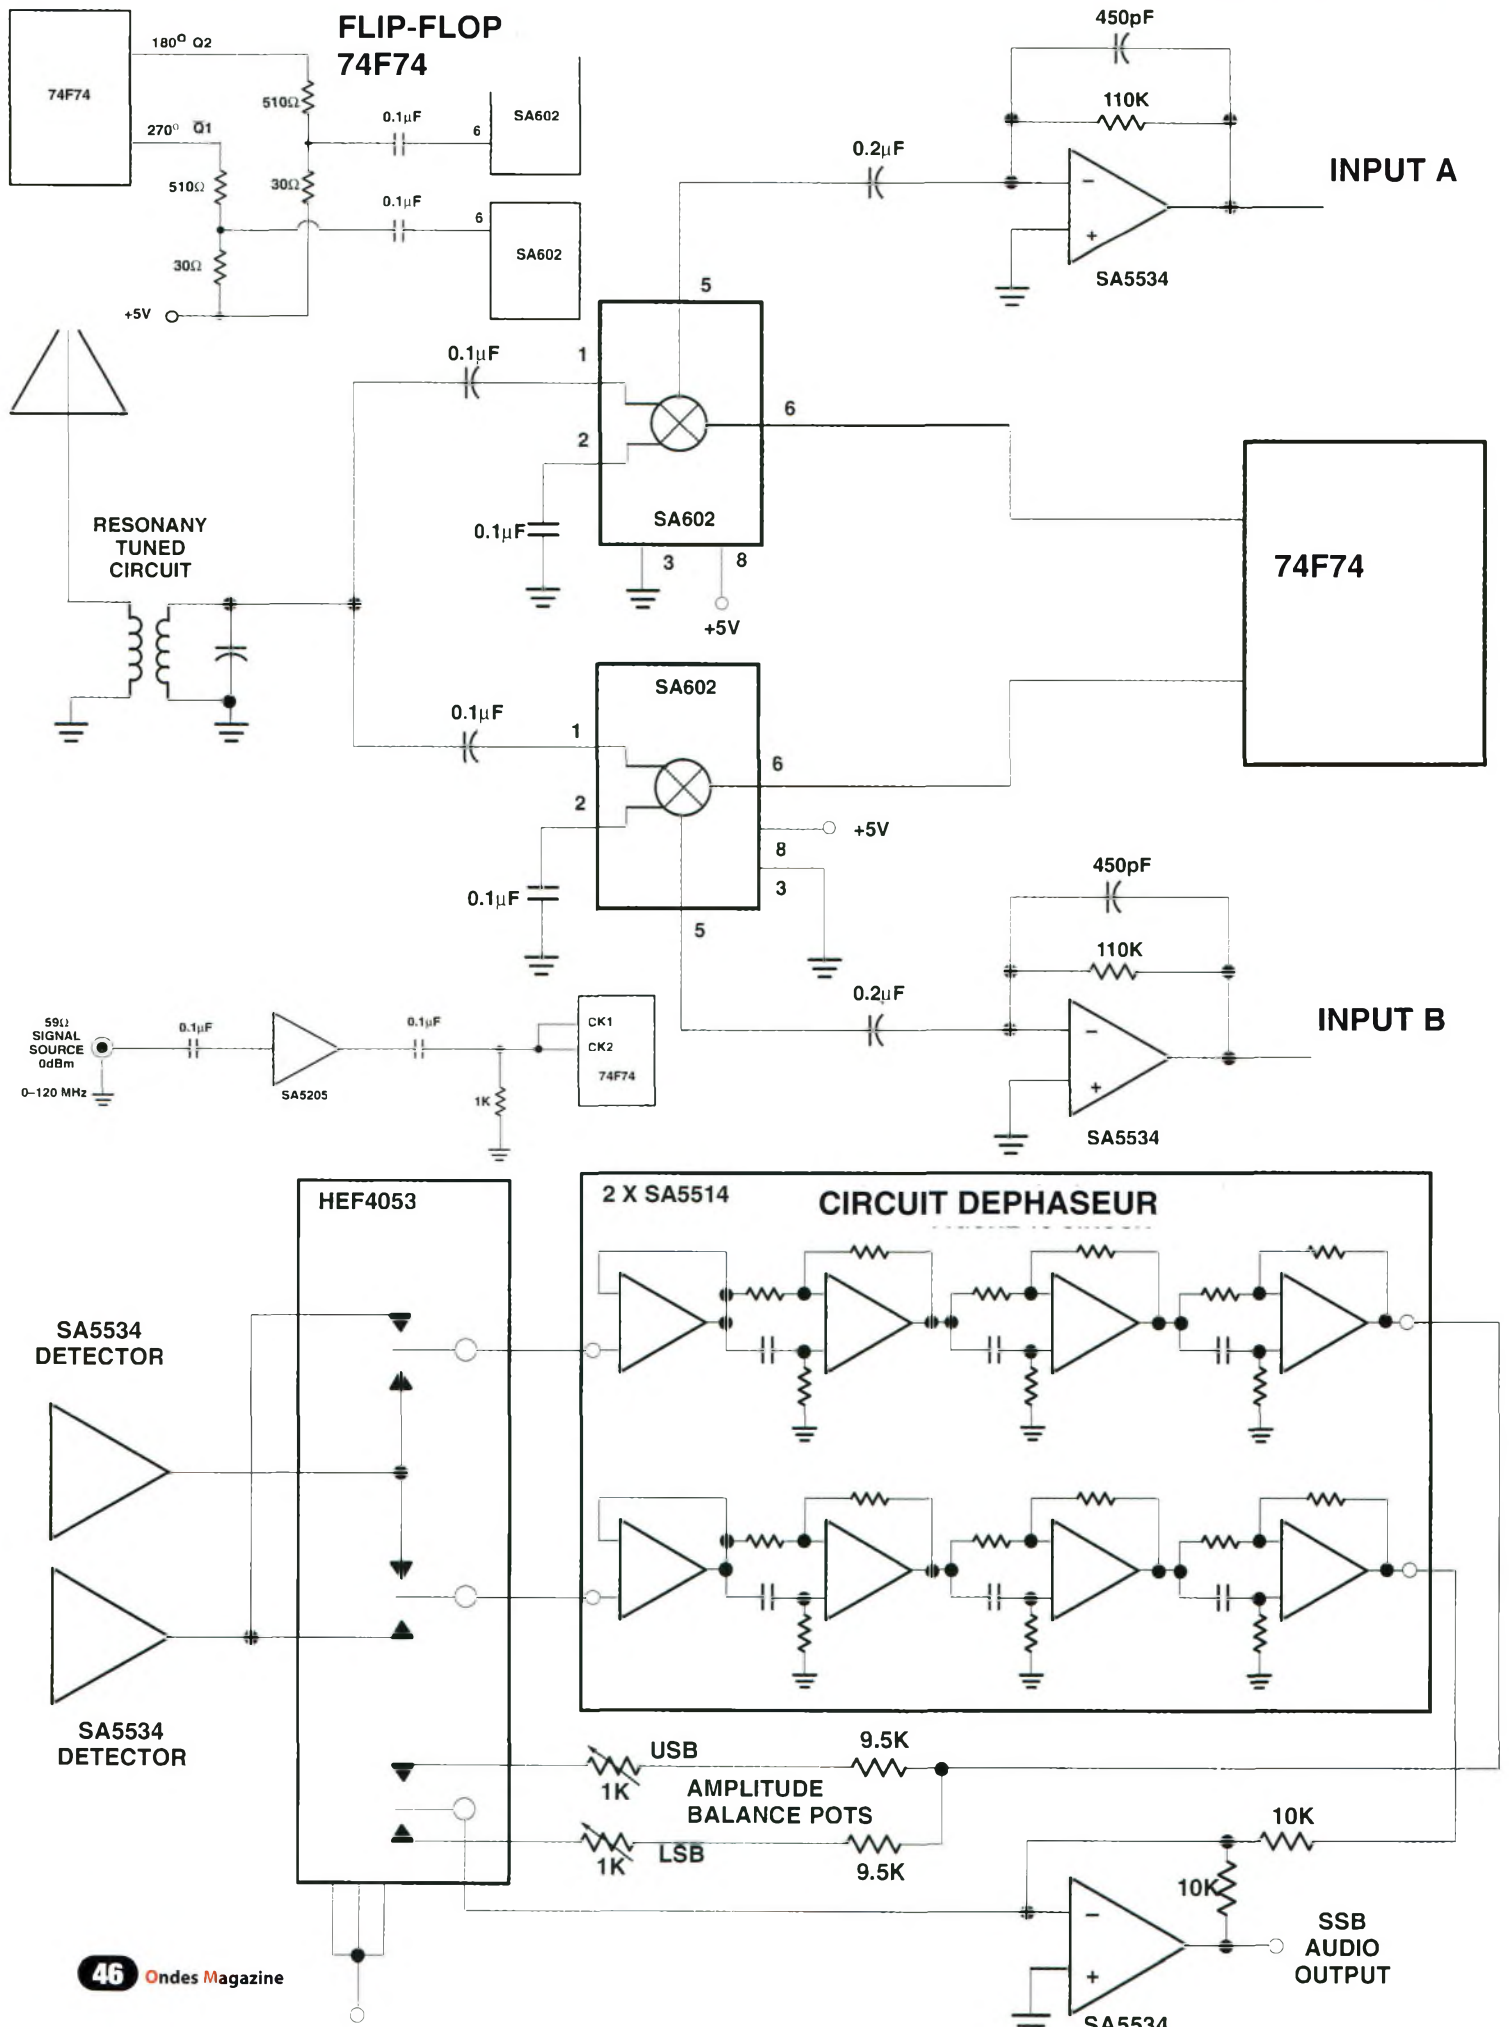 FLIP-FLOP
74F74
74F74
180º Q2
270º Q̅1
510Ω
510Ω
30Ω
30Ω
+5V
0.1µF
6
SA602
0.1µF
6
SA602
450pF
110K
0.2µF
−
+
SA5534
INPUT A
RESONANY
TUNED
CIRCUIT
0.1µF
0.1µF
5
1
2
6
SA602
3
8
+5V
74F74
0.1µF
0.1µF
SA602
1
2
6
+5V
8
3
5
450pF
110K
0.2µF
−
+
SA5534
INPUT B
59Ω
SIGNAL
SOURCE
0dBm
0–120 MHz
0.1µF
SA5205
0.1µF
1K
CK1
CK2
74F74
HEF4053
2 X SA5514
CIRCUIT DEPHASEUR
SA5534
DETECTOR
SA5534
DETECTOR
USB
1K
9.5K
AMPLITUDE
BALANCE POTS
LSB
1K
9.5K
10K
10K
−
+
SA5534
SSB
AUDIO
OUTPUT
46 Ondes Magazine